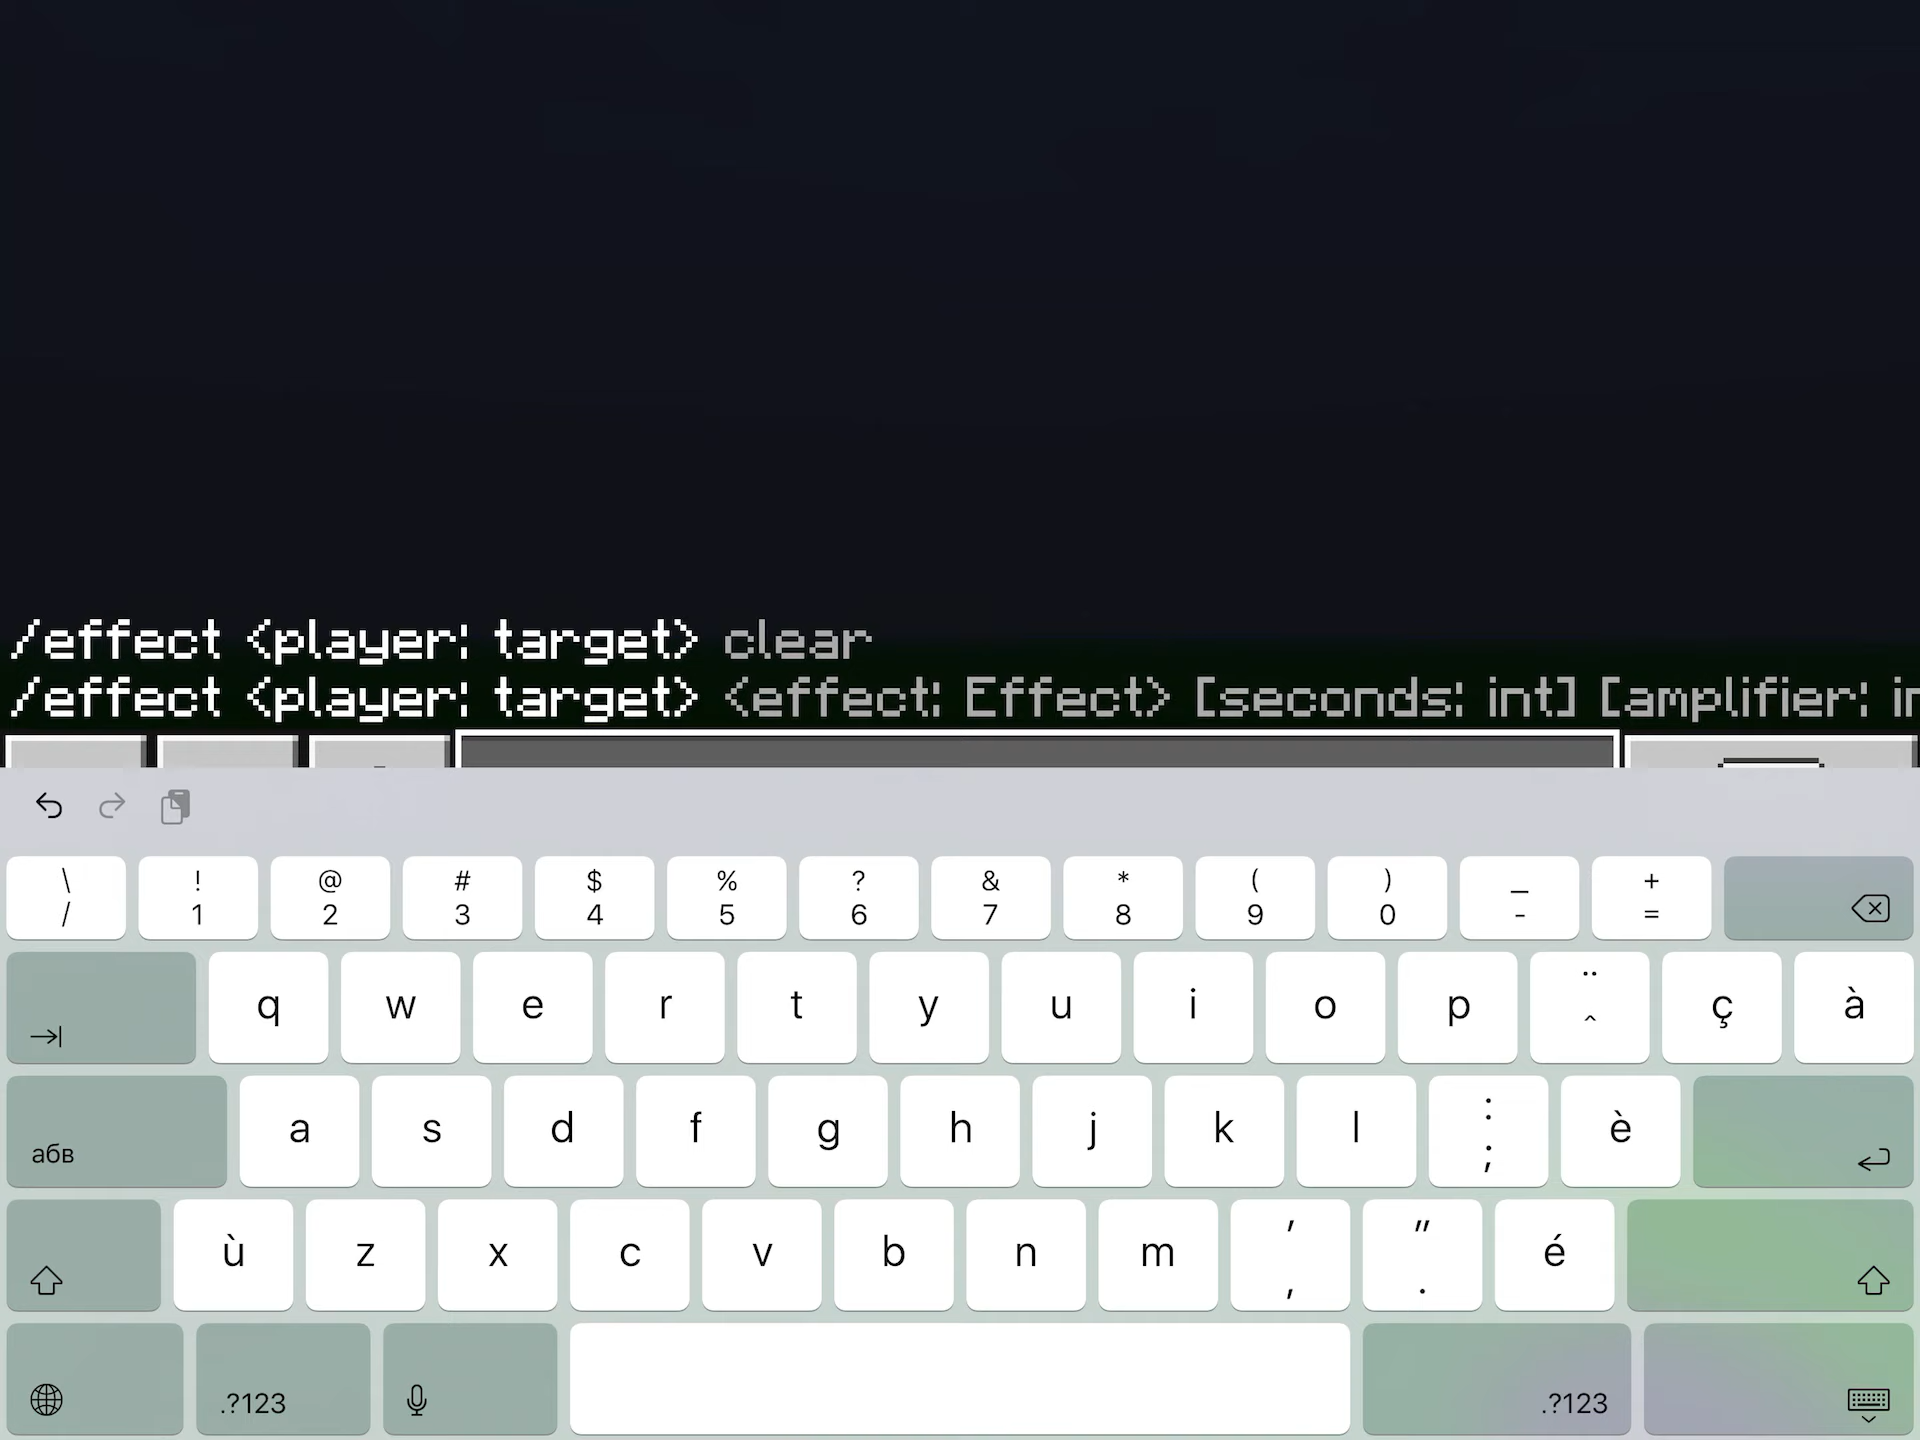 /effect <player: target> clear
/effect <player: target> <effect: Effect> [seconds: int] [amplifier: in
\ ! @ # $ % ? & * ( ) _ +
/ 1 2 3 4 5 6 7 8 9 0 - =
q w e r t y u i o p ¨ ^ ç à
абв a s d f g h j k l : ; è
ù z x c v b n m ' , " . é
.?123 .?123